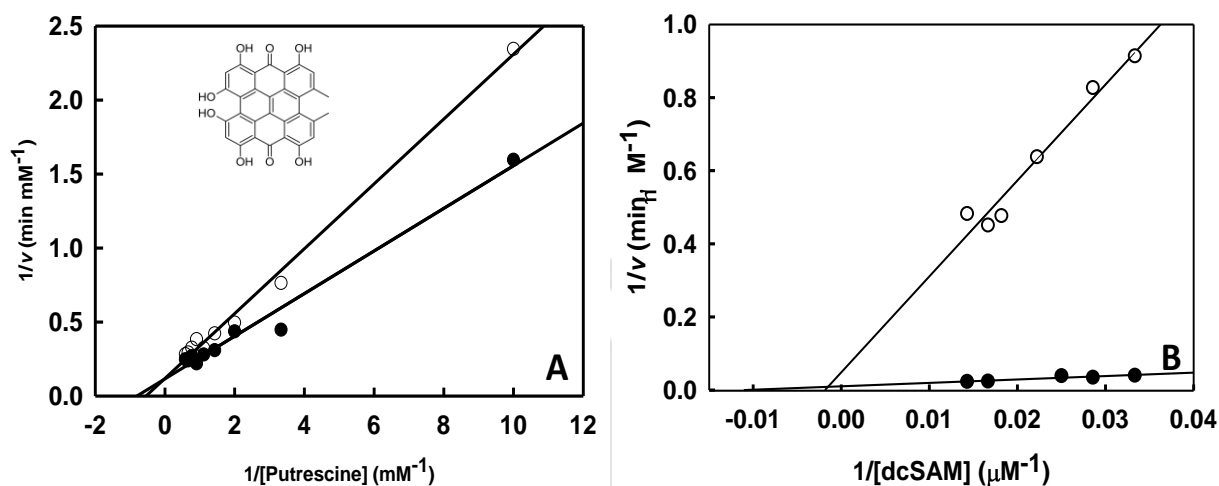 2.5
2.0
1.5
1.0
0.5
0.0
1/v (min mM-1)
OH O OH
HO
HO
OH O OH
A
-2 0 2 4 6 8 10 12
1/[Putrescine] (mM-1)
1.0
0.8
0.6
0.4
0.2
0.0
1/v (min M-1)
B
-0.01 0.00 0.01 0.02 0.03 0.04
1/[dcSAM] (μM-1)